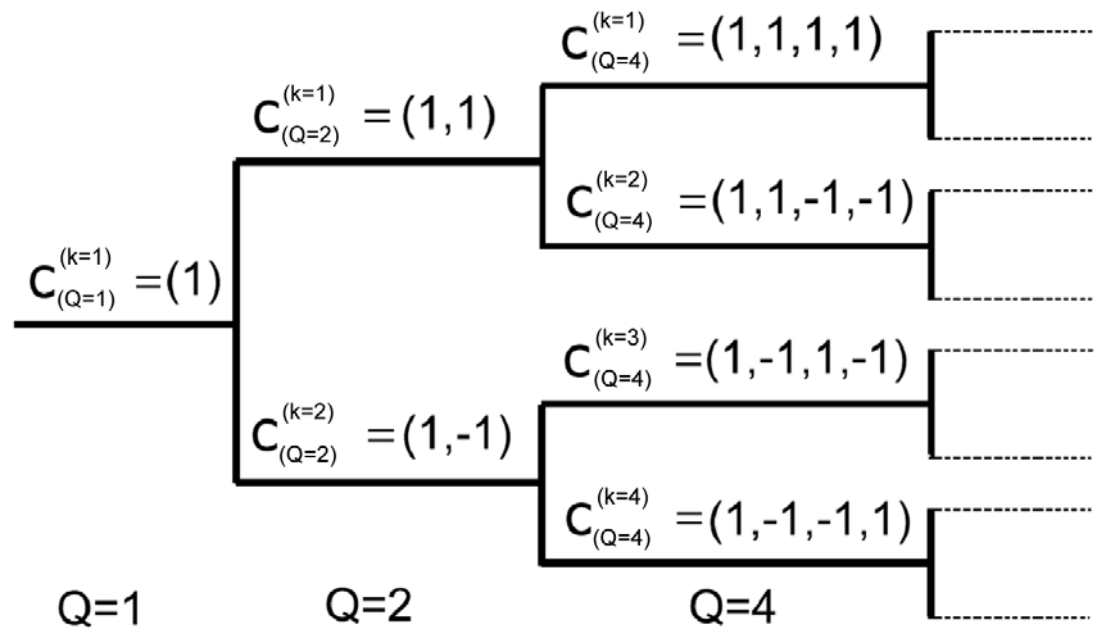 C(Q=4)(k=1) =(1,1,1,1)
C(Q=2)(k=1) = (1,1)
C(Q=4)(k=2) =(1,1,-1,-1)
C(Q=1)(k=1) =(1)
C(Q=4)(k=3) =(1,-1,1,-1)
C(Q=2)(k=2) = (1,-1)
C(Q=4)(k=4) =(1,-1,-1,1)
Q=1 Q=2 Q=4